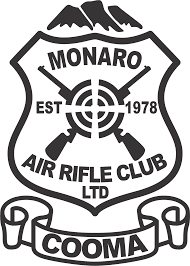 MONARO
EST 1978
AIR RIFLE CLUB
LTD
COOMA